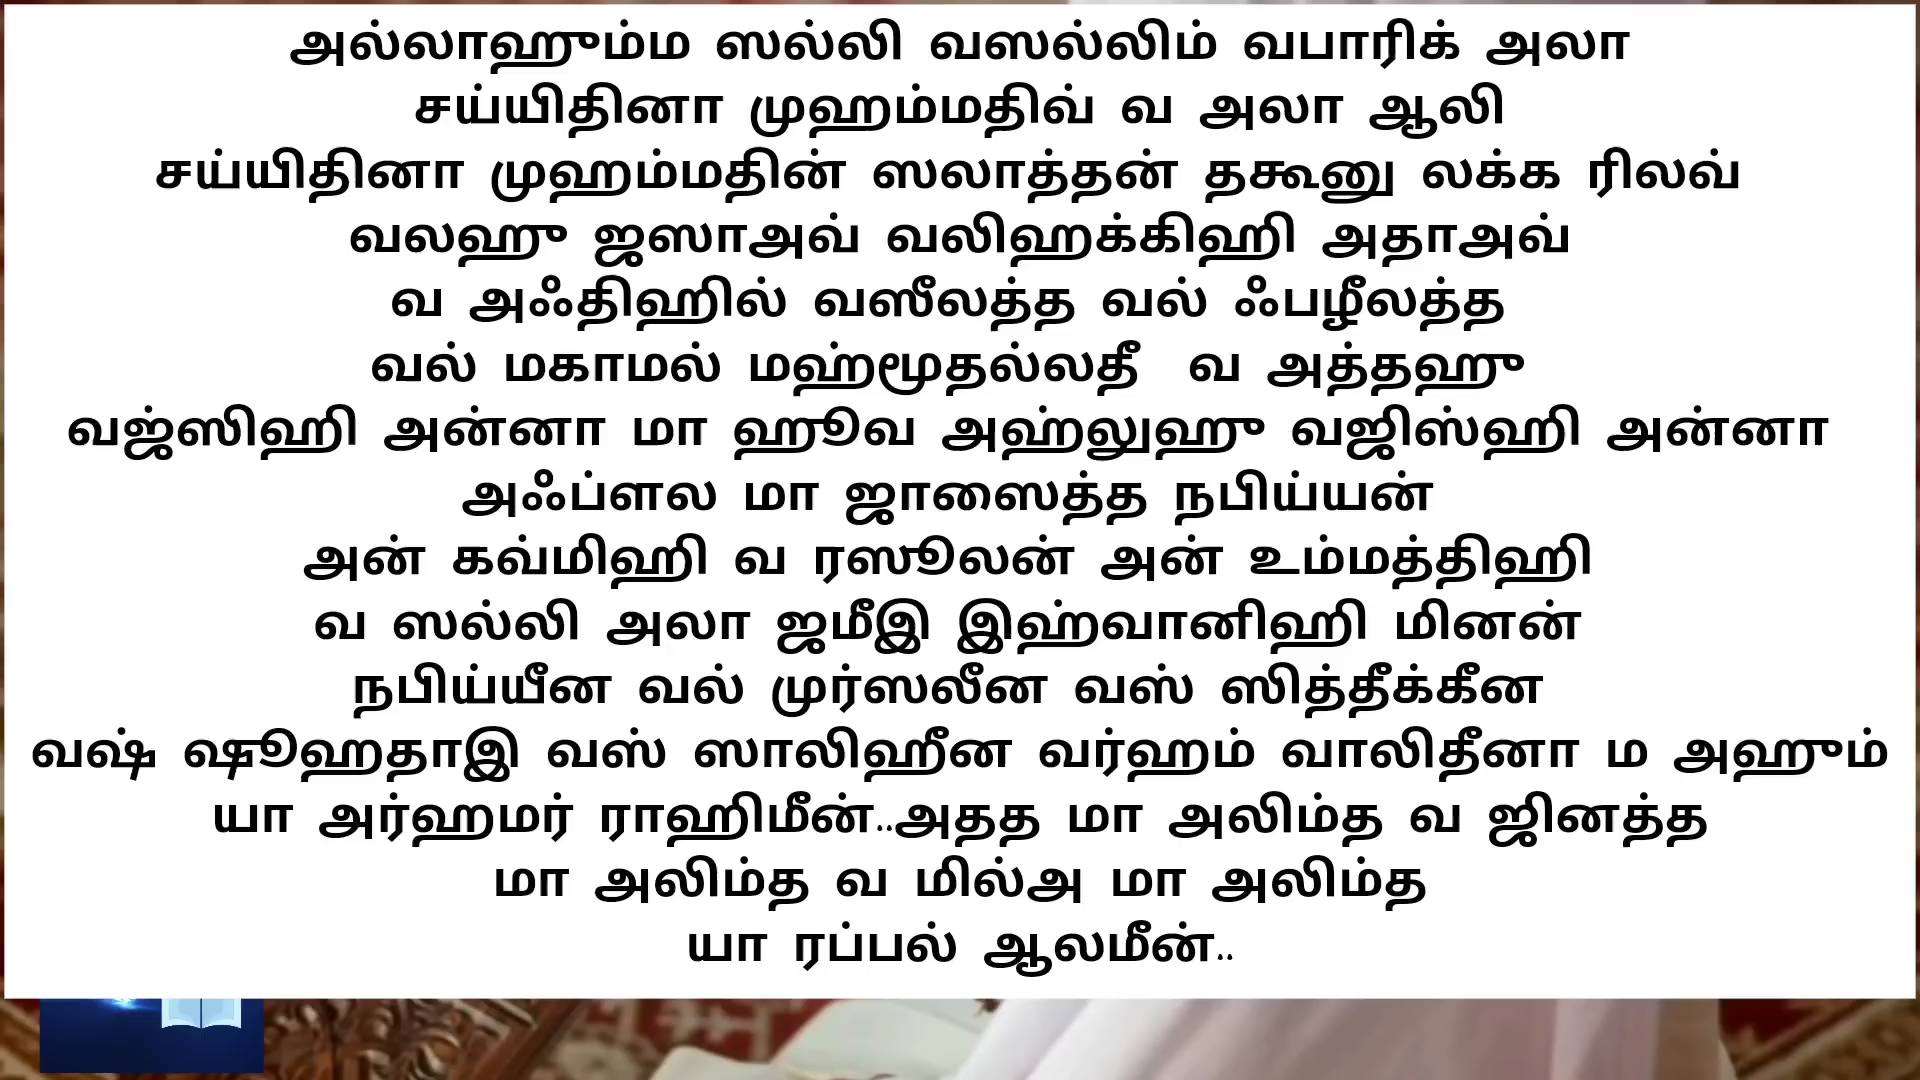 அல்லாஹும்ம ஸல்லி வஸல்லிம் வபாரிக் அலா
சய்யிதினா முஹம்மதிவ் வ அலா ஆலி
சய்யிதினா முஹம்மதின் ஸலாத்தன் தகூனு லக்க ரிலவ்
வலஹு ஜஸாஅவ் வலிஹக்கிஹி அதாஅவ்
வ அஃதிஹில் வஸீலத்த வல் ஃபழீலத்த
வல் மகாமல் மஹ்மூதல்லதீ வ அத்தஹு
வஜ்ஸிஹி அன்னா மா ஹூவ அஹ்லுஹு வஜிஸ்ஹி அன்னா
அஃப்ளல மா ஜாஸைத்த நபிய்யன்
அன் கவ்மிஹி வ ரஸூலன் அன் உம்மத்திஹி
வ ஸல்லி அலா ஜமீஇ இஹ்வானிஹி மினன்
நபிய்யீன வல் முர்ஸலீன வஸ் ஸித்தீக்கீன
வஷ் ஷூஹதாஇ வஸ் ஸாலிஹீன வர்ஹம் வாலிதீனா ம அஹும்
யா அர்ஹமர் ராஹிமீன்..அதத மா அலிம்த வ ஜினத்த
மா அலிம்த வ மில்அ மா அலிம்த
யா ரப்பல் ஆலமீன்..